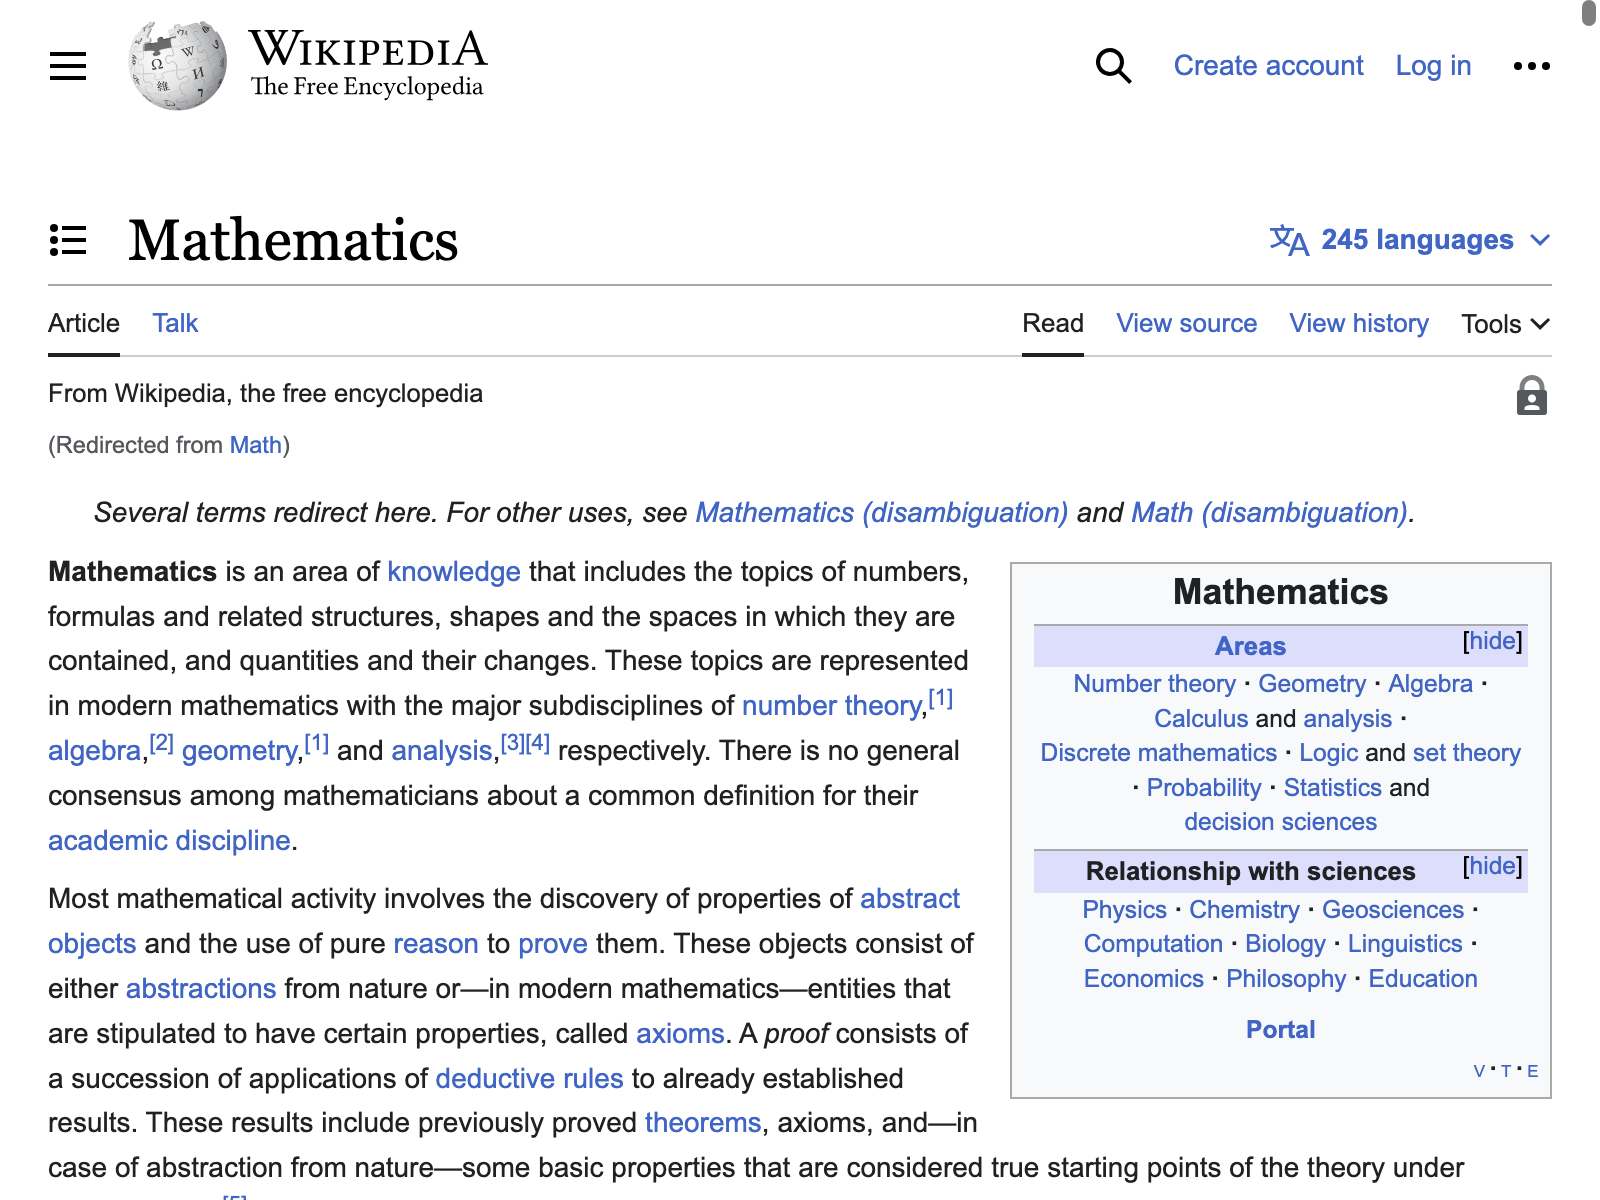 WIKIPEDIA
The Free Encyclopedia
Create account Log in
Mathematics
245 languages
Article Talk
Read View source View history Tools
From Wikipedia, the free encyclopedia
(Redirected from Math)
Several terms redirect here. For other uses, see Mathematics (disambiguation) and Math (disambiguation).
Mathematics is an area of knowledge that includes the topics of numbers,
formulas and related structures, shapes and the spaces in which they are
contained, and quantities and their changes. These topics are represented
in modern mathematics with the major subdisciplines of number theory,[1]
algebra,[2] geometry,[1] and analysis,[3][4] respectively. There is no general
consensus among mathematicians about a common definition for their
academic discipline.
Most mathematical activity involves the discovery of properties of abstract
objects and the use of pure reason to prove them. These objects consist of
either abstractions from nature or—in modern mathematics—entities that
are stipulated to have certain properties, called axioms. A proof consists of
a succession of applications of deductive rules to already established
results. These results include previously proved theorems, axioms, and—in
case of abstraction from nature—some basic properties that are considered true starting points of the theory under
Mathematics
Areas [hide]
Number theory · Geometry · Algebra ·
Calculus and analysis ·
Discrete mathematics · Logic and set theory
· Probability · Statistics and
decision sciences
Relationship with sciences [hide]
Physics · Chemistry · Geosciences ·
Computation · Biology · Linguistics ·
Economics · Philosophy · Education
Portal
V · T · E